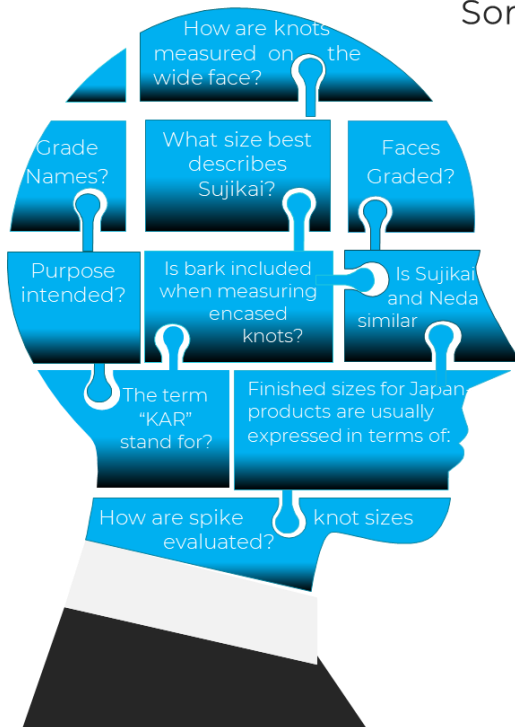 Sor
How are knots
measured on the
wide face?
Grade
Names?
What size best
describes
Sujikai?
Faces
Graded?
Purpose
intended?
Is bark included
when measuring
encased
knots?
Is Sujikai
and Neda
similar
The term
“KAR”
stand for?
Finished sizes for Japan
products are usually
expressed in terms of:
How are spike knot sizes
evaluated?